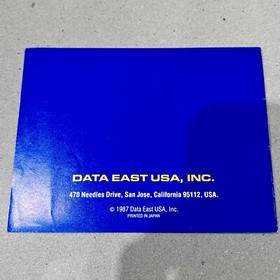 DATA EAST USA, INC.
470 Needles Drive, San Jose, California 95112, USA.
© 1987 Data East USA, Inc.
PRINTED IN JAPAN